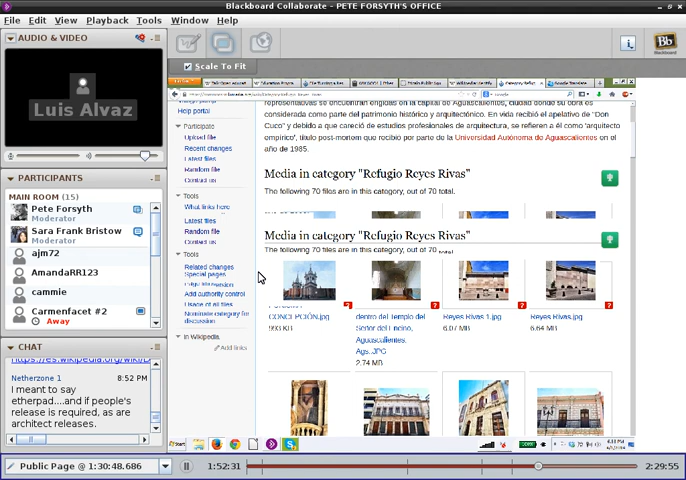 Blackboard Collaborate - PETE FORSYTH'S OFFICE
File Edit View Playback Tools Window Help
AUDIO & VIDEO
Luis Alvaz
PARTICIPANTS
MAIN ROOM (15)
Pete Forsyth
Moderator
Sara Frank Bristow
Moderator
ajm72
AmandaRR123
cammie
Carmenfacet #2
Away
CHAT
https://es.wikipedia.org/wiki/D
Netherzone 1 8:52 PM
I meant to
say
etherpad....and if people's
release is required, as are
architect releases.
Scale To Fit
Bb
Help portal
Participate
Upload file
Recent changes
Latest files
Random file
Contact us
Tools
What links here
Latest files
Random file
Contact us
Tools
Related changes
Special pages
Add authority control
Usage of all files
Nominate category for
discussion
In Wikipedia
Add links
representativas se encuentran erigidas en la capital de Aguascalientes, ciudad donde su obra es
considerada como parte del patrimonio histórico y arquitectónico. En vida recibió el apelativo de "Don
Cuco" y debido a que careció de estudios profesionales de arquitectura, se refieren a él como 'arquitecto
empírico', título post-mortem que recibió por parte de la Universidad Autónoma de Aguascalientes en el
año de 1985.
Media in category "Refugio Reyes Rivas"
The following 70 files are in this category, out of 70 total.
Media in category "Refugio Reyes Rivas"
The following 70 files are in this category, out of 70
CONCEPCIÓN.jpg
993 KB
dentro del Templo del
Señor del Encino,
Aguascalientes,
Ags..JPG
2.74 MB
Reyes Rivas 1.jpg
6.07 MB
Reyes Rivas.jpg
6.64 MB
Start
Public Page @ 1:30:48.686
1:52:31
2:29:55